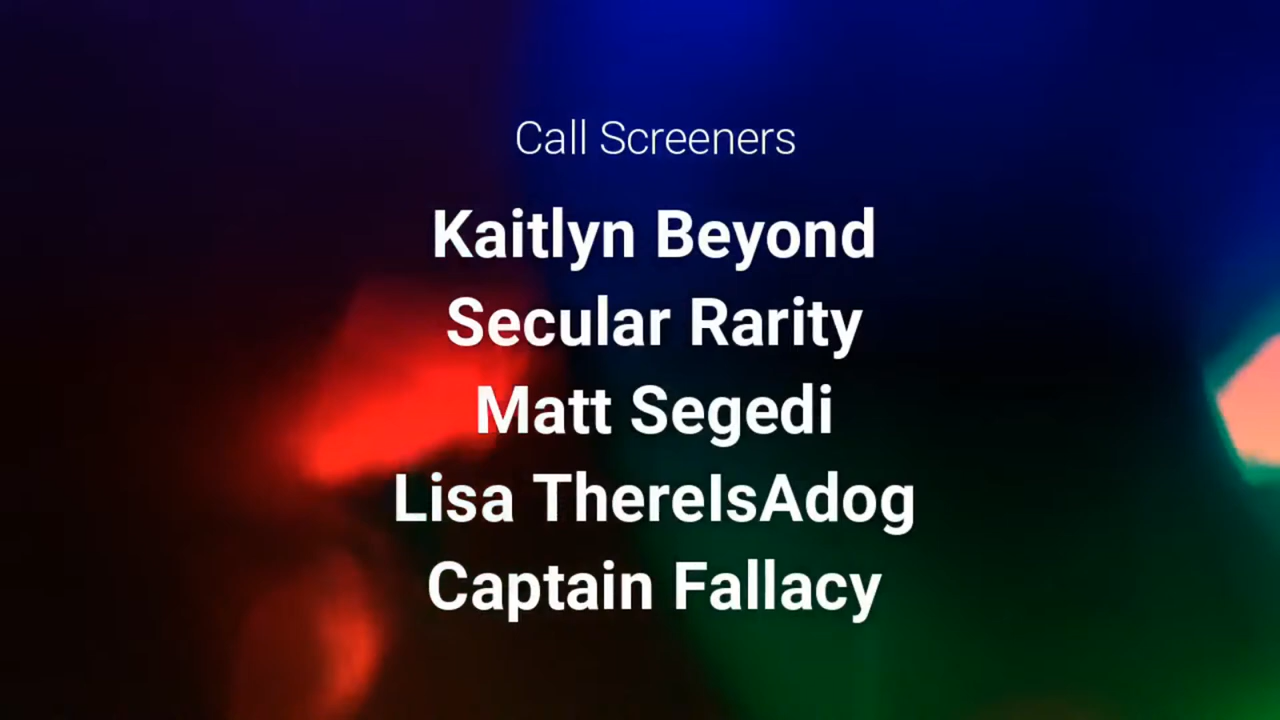 Call Screeners
Kaitlyn Beyond
Secular Rarity
Matt Segedi
Lisa ThereIsAdog
Captain Fallacy